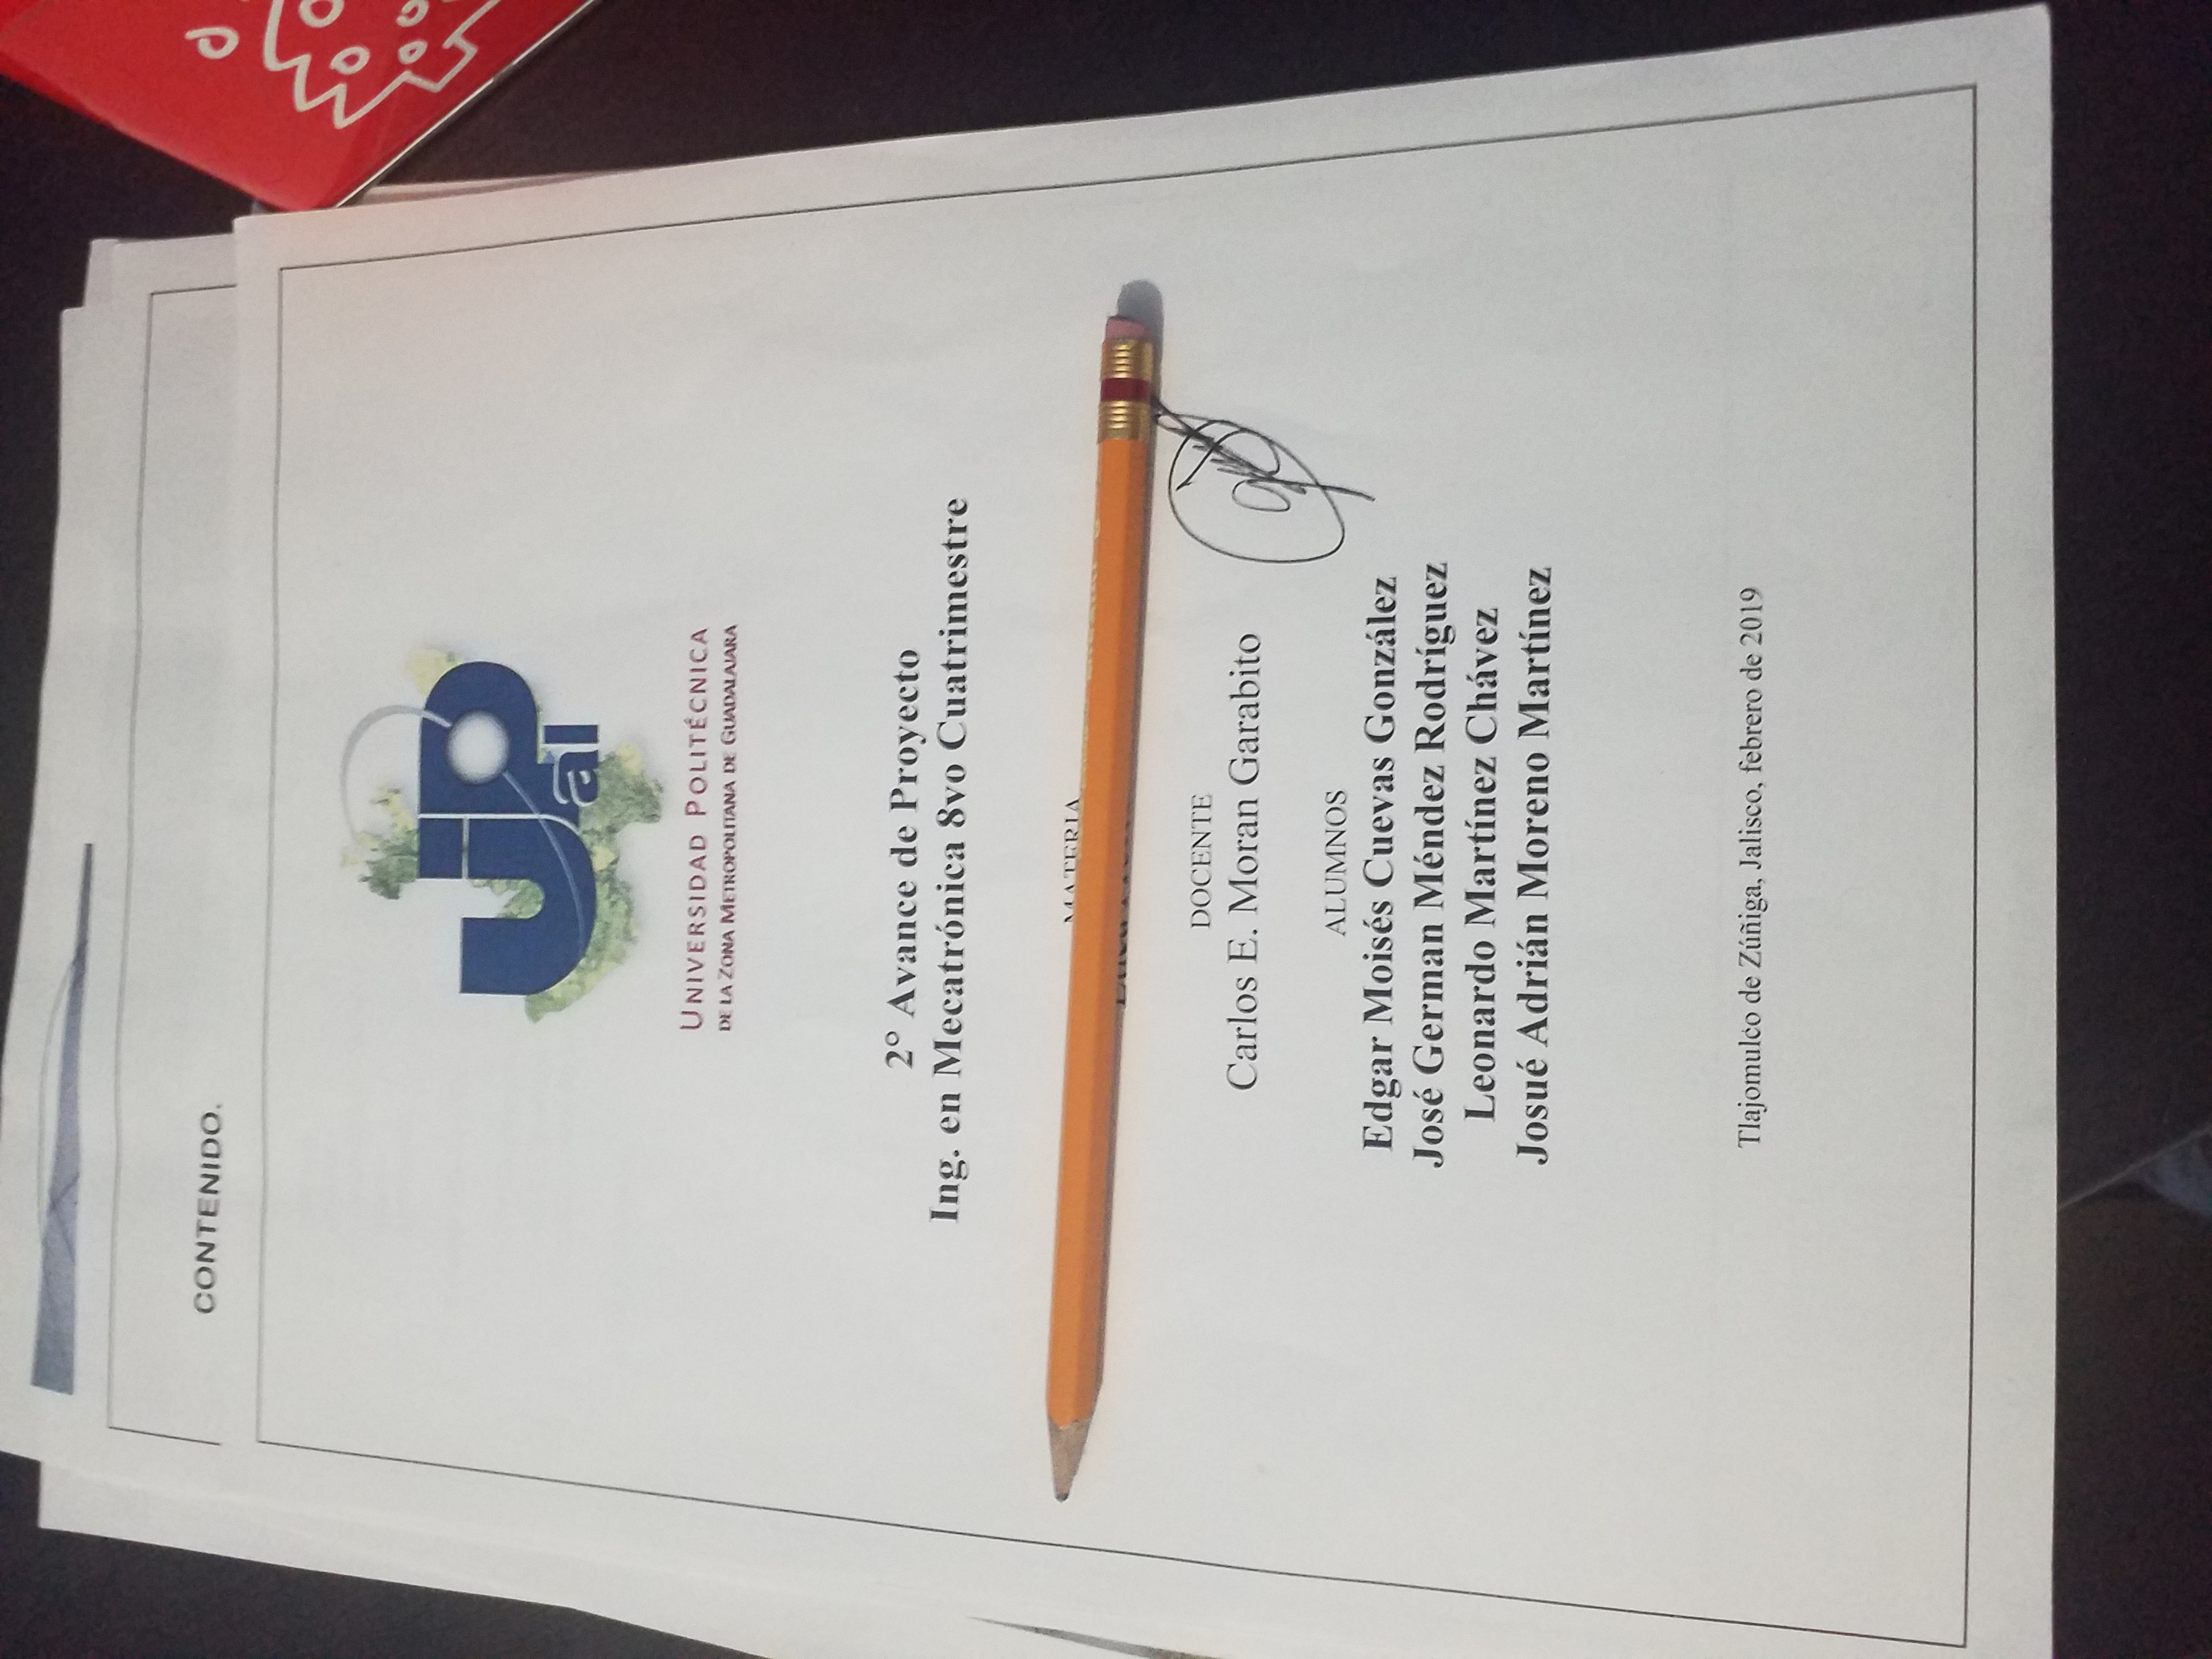 CONTENIDO.
UJP
al
UNIVERSIDAD POLITÉCNICA
DE LA ZONA METROPOLITANA DE GUADALAJARA
2° Avance de Proyecto
Ing. en Mecatrónica 8vo Cuatrimestre
MATERIA
DOCENTE
Carlos E. Moran Garabito
ALUMNOS
Edgar Moisés Cuevas González
José German Méndez Rodríguez
Leonardo Martínez Chávez
Josué Adrián Moreno Martínez
Tlajomulco de Zúñiga, Jalisco, febrero de 2019